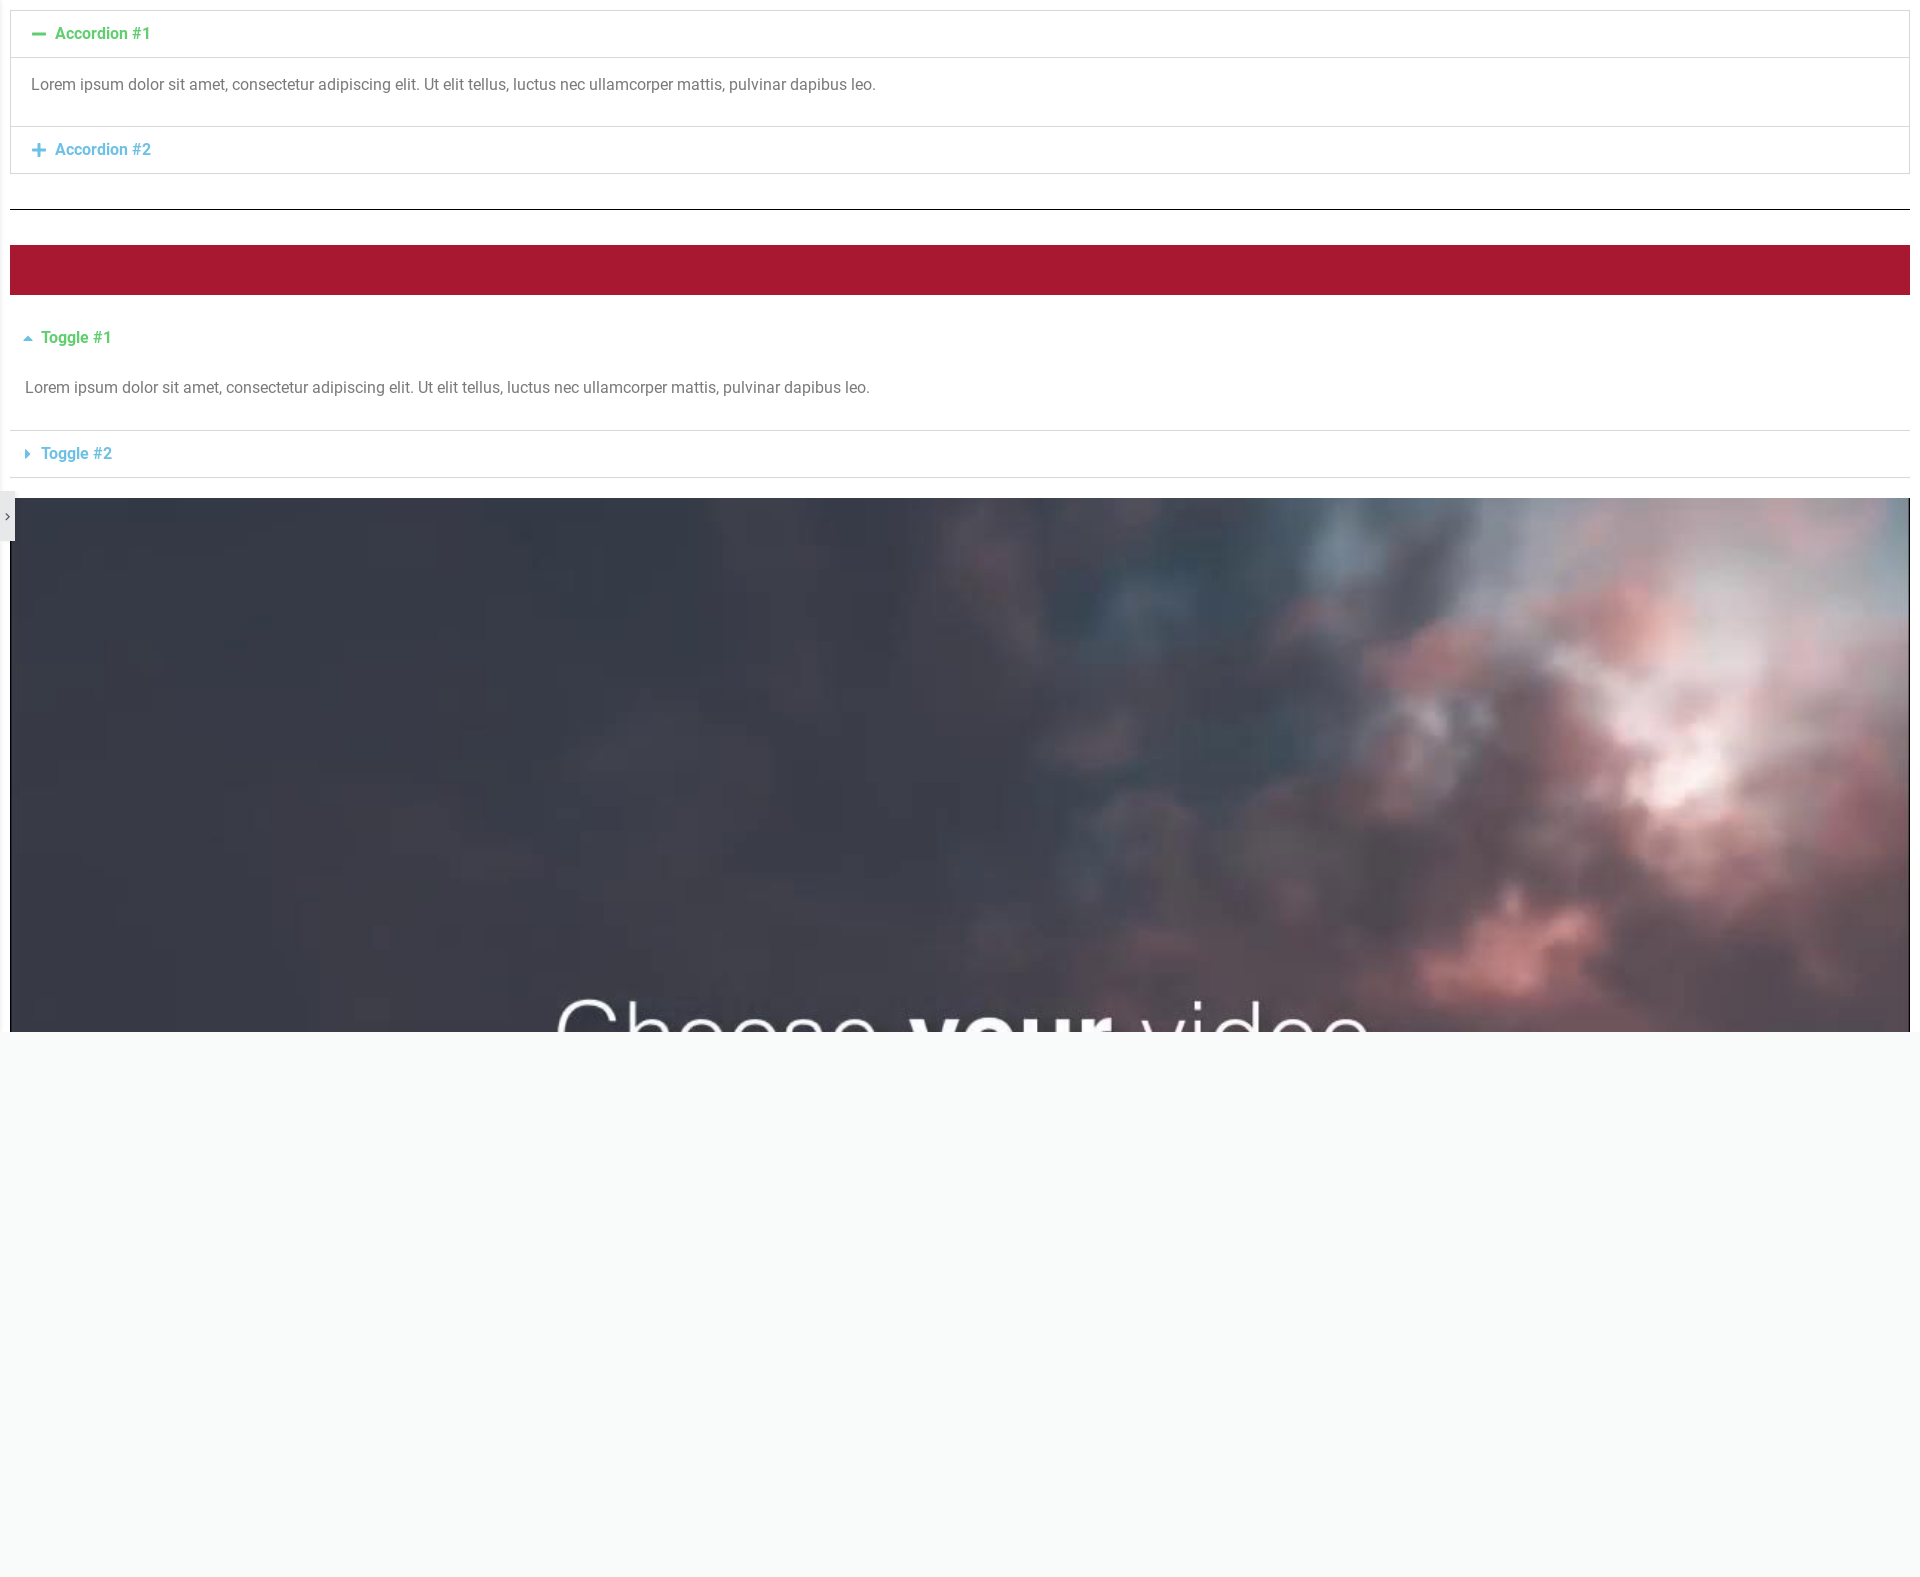 Accordion #1
Lorem ipsum dolor sit amet, consectetur adipiscing elit. Ut elit tellus, luctus nec ullamcorper mattis, pulvinar dapibus leo.
Accordion #2
Toggle #1
Lorem ipsum dolor sit amet, consectetur adipiscing elit. Ut elit tellus, luctus nec ullamcorper mattis, pulvinar dapibus leo.
Toggle #2
Choose your video